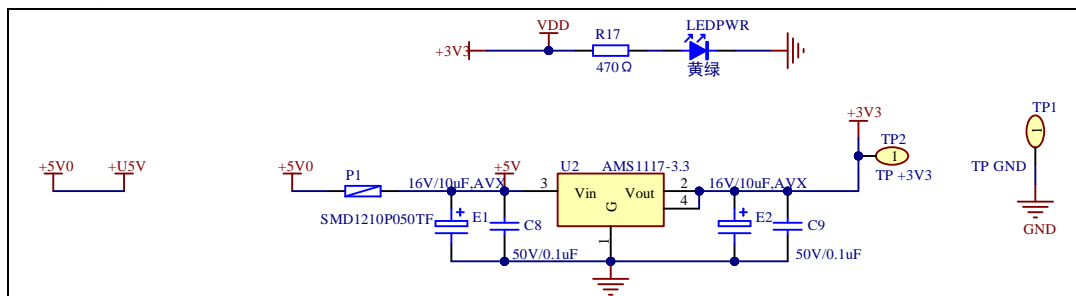 VDD
LEDPWR
R17
+3V3
470Ω
黄绿
+3V3
TP1
1
TP2
1
+5V0
+U5V
+5V0
+5V
U2
AMS1117-3.3
P1
16V/10uF,AVX
3
Vin
Vout
2
4
16V/10uF,AVX
TP +3V3
TP GND
G
1
SMD1210P050TF
+
E1
C8
+
E2
C9
GND
50V/0.1uF
50V/0.1uF